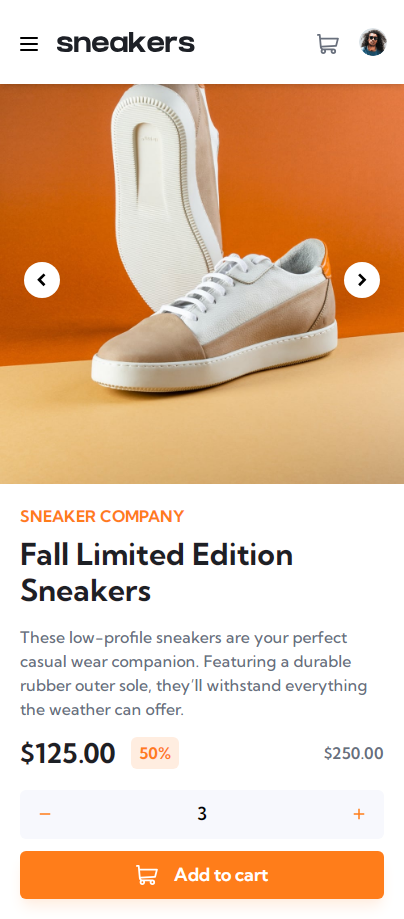 sneakers
SNEAKER COMPANY
Fall Limited Edition
Sneakers
These low-profile sneakers are your perfect
casual wear companion. Featuring a durable
rubber outer sole, they’ll withstand everything
the weather can offer.
$125.00 50% $250.00
− 3 +
Add to cart